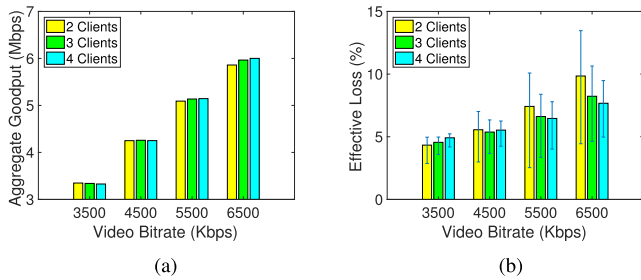 Aggregate Goodput (Mbps)
7
6
5
4
3
2 Clients
3 Clients
4 Clients
3500 4500 5500 6500
Video Bitrate (Kbps)
(a)
Effective Loss (%)
15
10
5
0
2 Clients
3 Clients
4 Clients
3500 4500 5500 6500
Video Bitrate (Kbps)
(b)